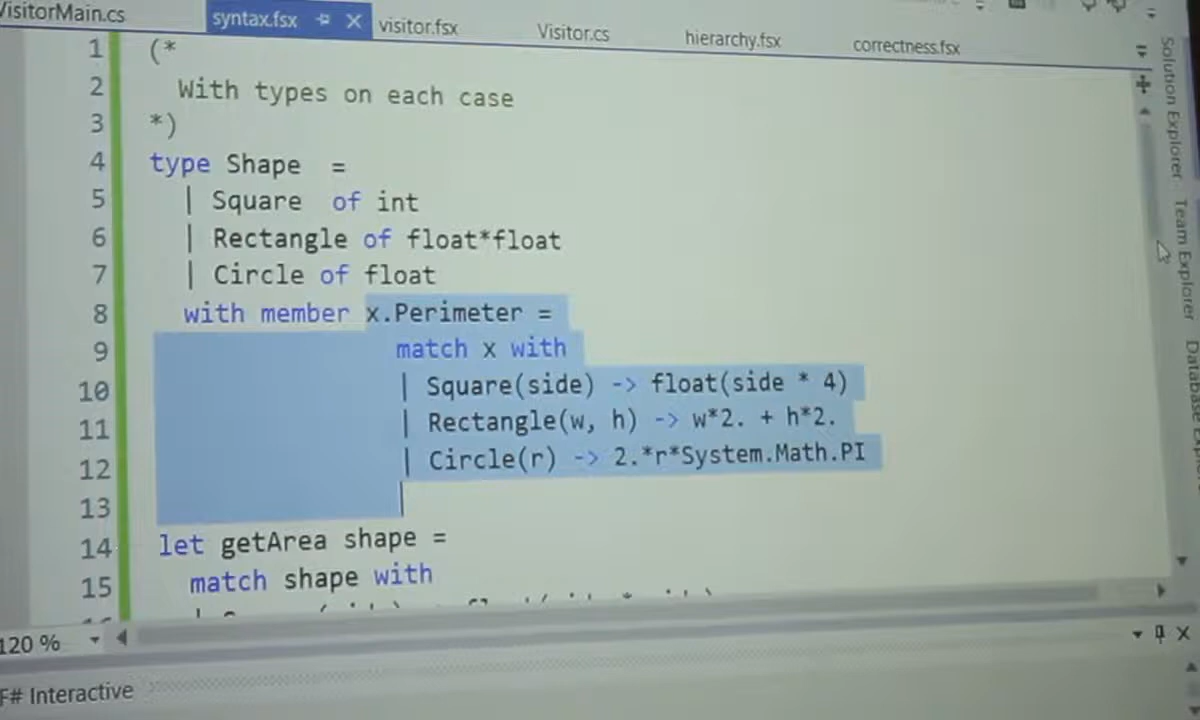 VisitorMain.cs syntax.fsx visitor.fsx Visitor.cs hierarchy.fsx correctness.fsx
1 (*
2 With types on each case
3 *)
4 type Shape =
5 | Square of int
6 | Rectangle of float*float
7 | Circle of float
8 with member x.Perimeter =
9 match x with
10 | Square(side) -> float(side * 4)
11 | Rectangle(w, h) -> w*2. + h*2.
12 | Circle(r) -> 2.*r*System.Math.PI
13
14 let getArea shape =
15 match shape with
120 %
F# Interactive
Solution Explorer
Team Explorer
Database